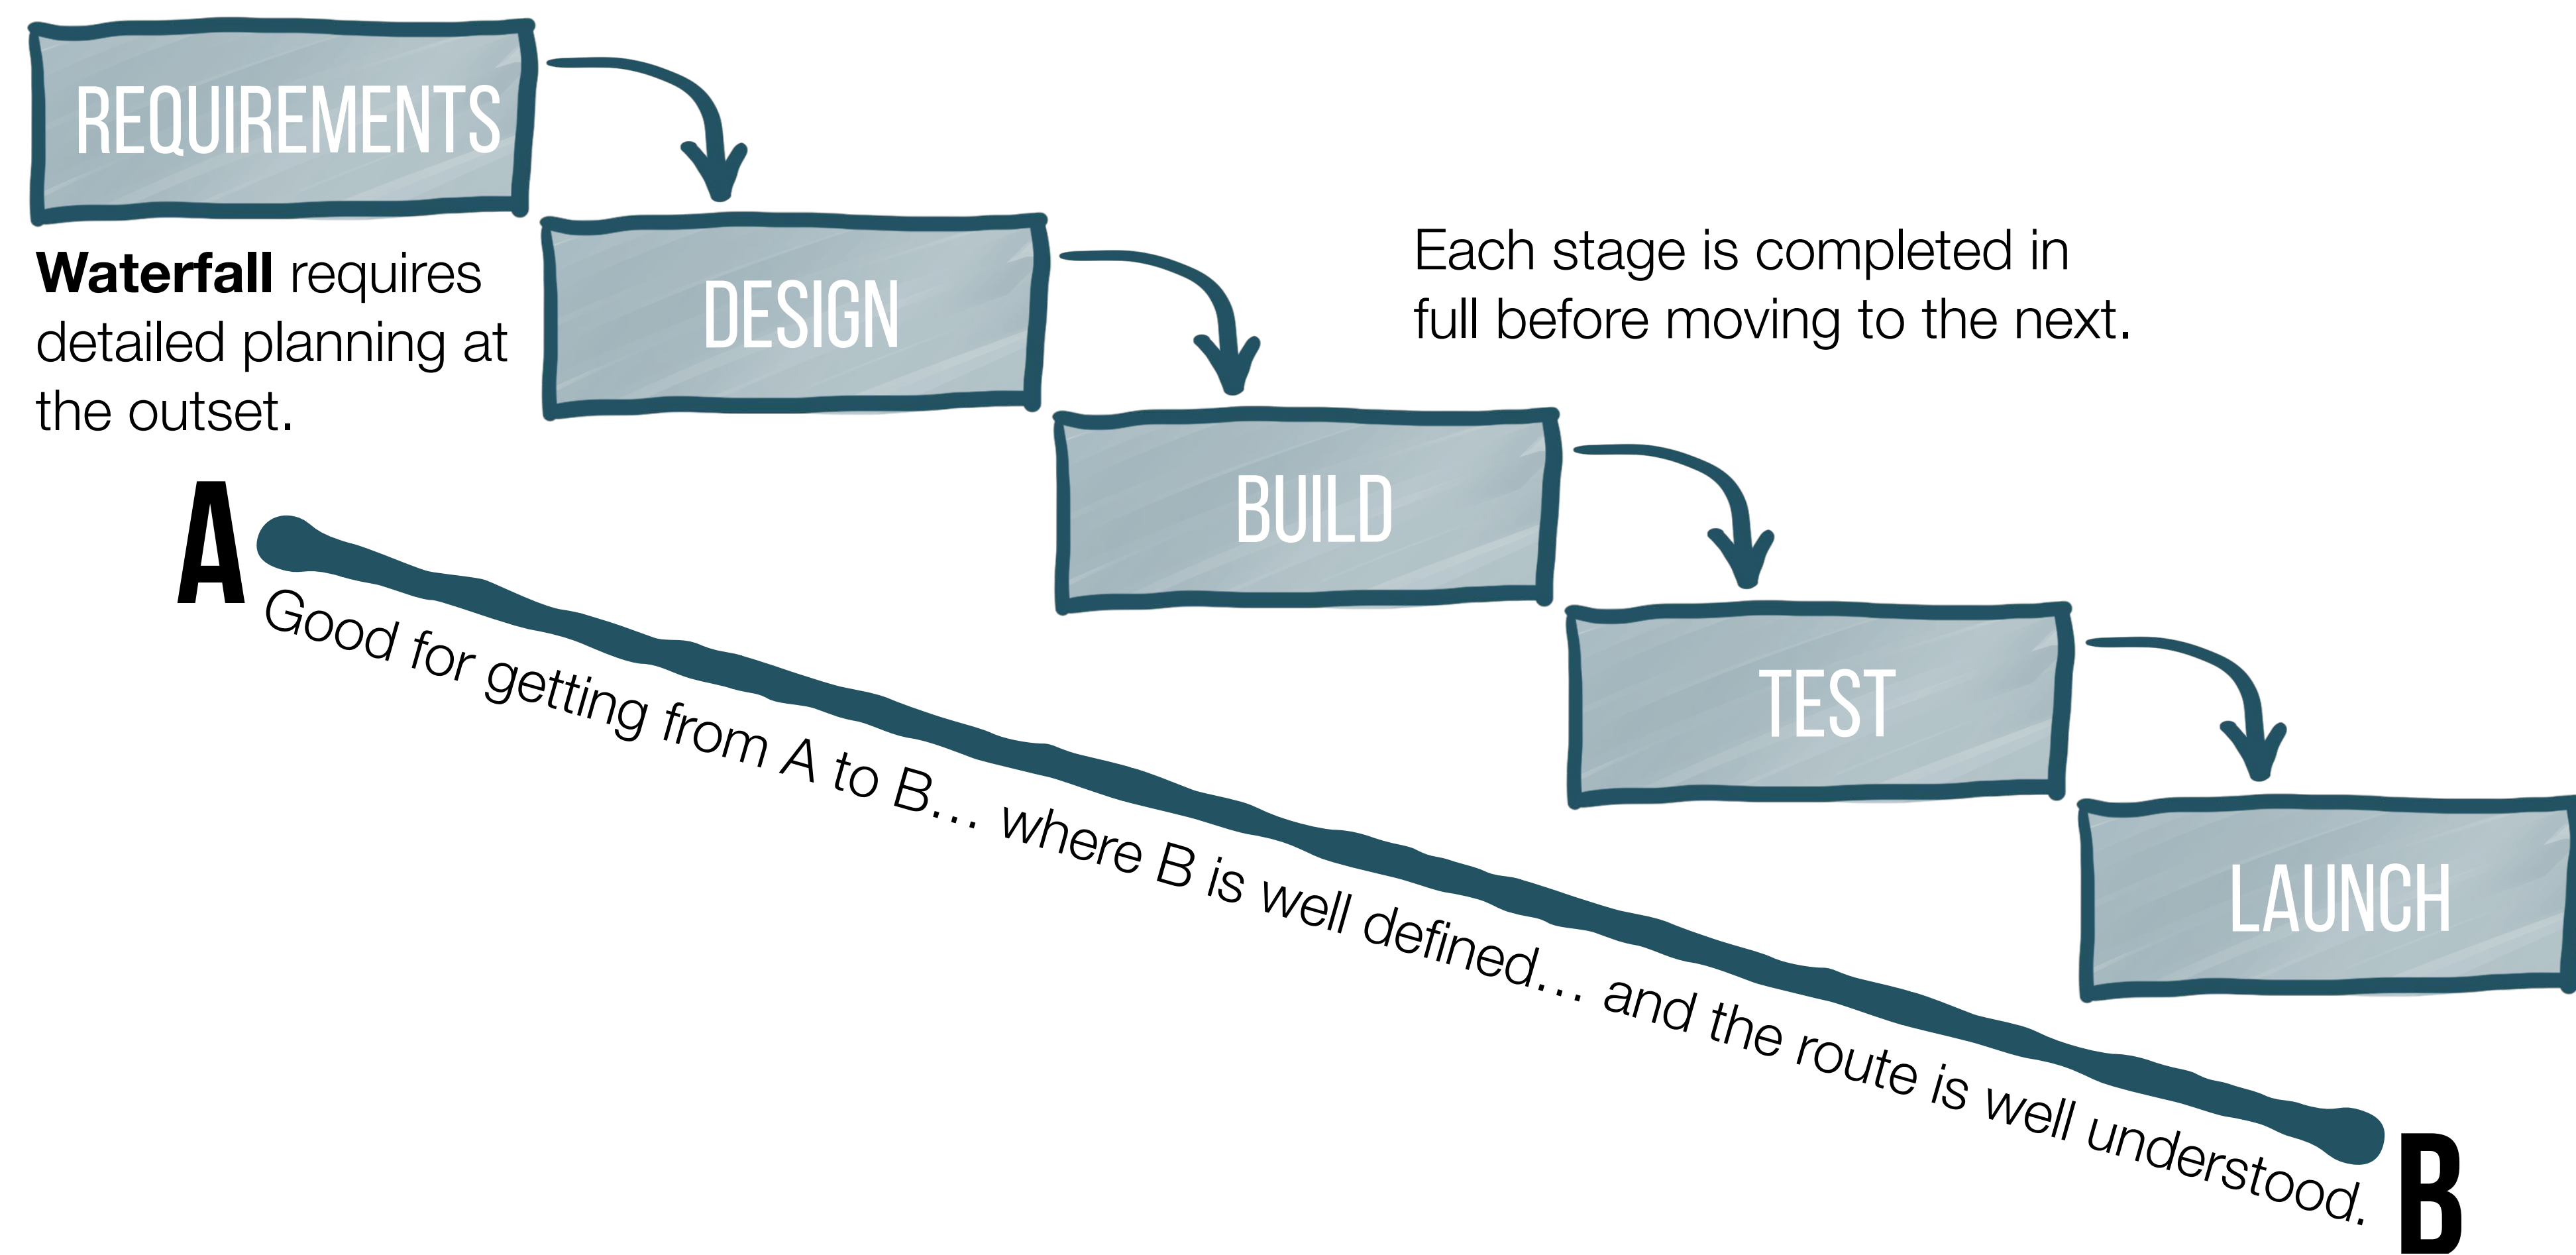 REQUIREMENTS
Waterfall requires
detailed planning at
the outset.
DESIGN
Each stage is completed in
full before moving to the next.
BUILD
TEST
LAUNCH
A
Good for getting from A to B… where B is well defined… and the route is well understood.
B